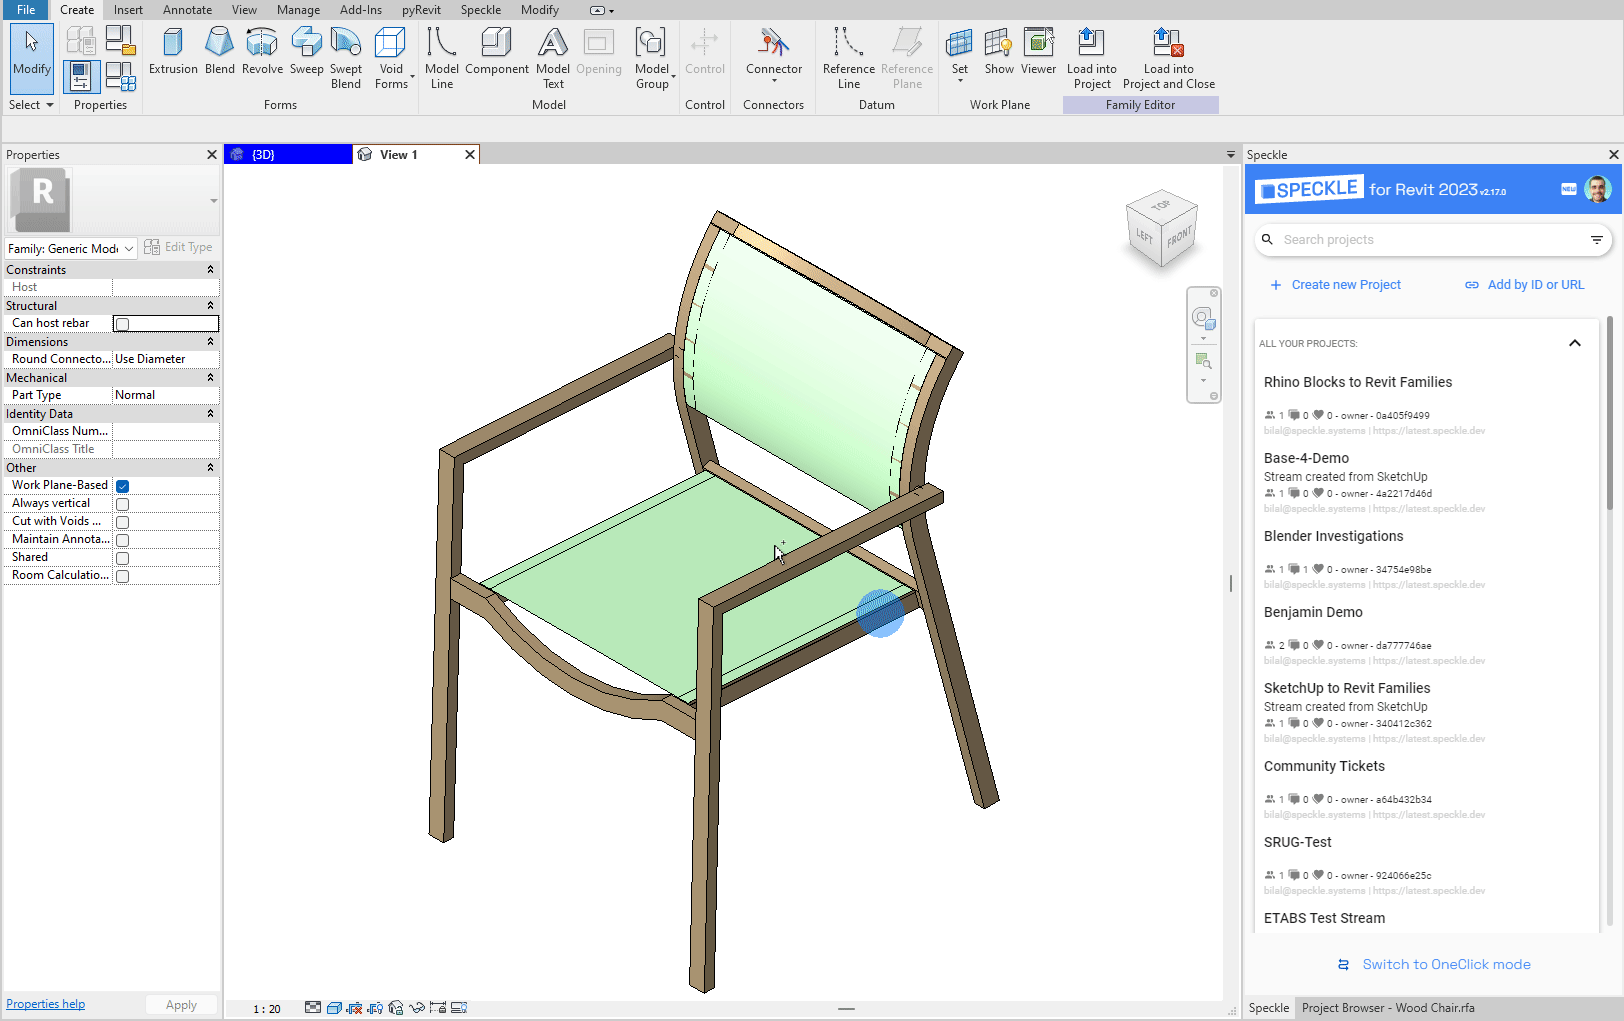 File Create Insert Annotate View Manage Add-Ins pyRevit Speckle Modify
Modify
Select
Properties
Extrusion Blend Revolve Sweep Swept Blend Void Forms
Forms
Model Line Component Model Text Opening Model Group
Model
Control
Control
Connector
Connectors
Reference Line Reference Plane
Datum
Set Show Viewer
Work Plane
Load into Project Load into Project and Close
Family Editor
Properties
R
Family: Generic Mode
Edit Type
Constraints
Host
Structural
Can host rebar
Dimensions
Round Connecto... Use Diameter
Mechanical
Part Type Normal
Identity Data
OmniClass Num...
OmniClass Title
Other
Work Plane-Based
Always vertical
Cut with Voids ...
Maintain Annota...
Shared
Room Calculatio...
Properties help
Apply
{3D}
View 1
TOP
LEFT
FRONT
1 : 20
Speckle
SPECKLE for Revit 2023 v2.17.0
NEW
Search projects
Create new Project
Add by ID or URL
ALL YOUR PROJECTS:
Rhino Blocks to Revit Families
1 0 0 - owner - 0a405f9499
bilal@speckle.systems | https://latest.speckle.dev
Base-4-Demo
Stream created from SketchUp
1 0 0 - owner - 4a2217d46d
bilal@speckle.systems | https://latest.speckle.dev
Blender Investigations
1 1 0 - owner - 34754e98be
bilal@speckle.systems | https://latest.speckle.dev
Benjamin Demo
2 0 0 - owner - da777746ae
bilal@speckle.systems | https://latest.speckle.dev
SketchUp to Revit Families
Stream created from SketchUp
1 0 0 - owner - 340412c362
bilal@speckle.systems | https://latest.speckle.dev
Community Tickets
1 0 0 - owner - a64b432b34
bilal@speckle.systems | https://latest.speckle.dev
SRUG-Test
1 0 0 - owner - 924066e25c
bilal@speckle.systems | https://latest.speckle.dev
ETABS Test Stream
Switch to OneClick mode
Speckle
Project Browser - Wood Chair.rfa